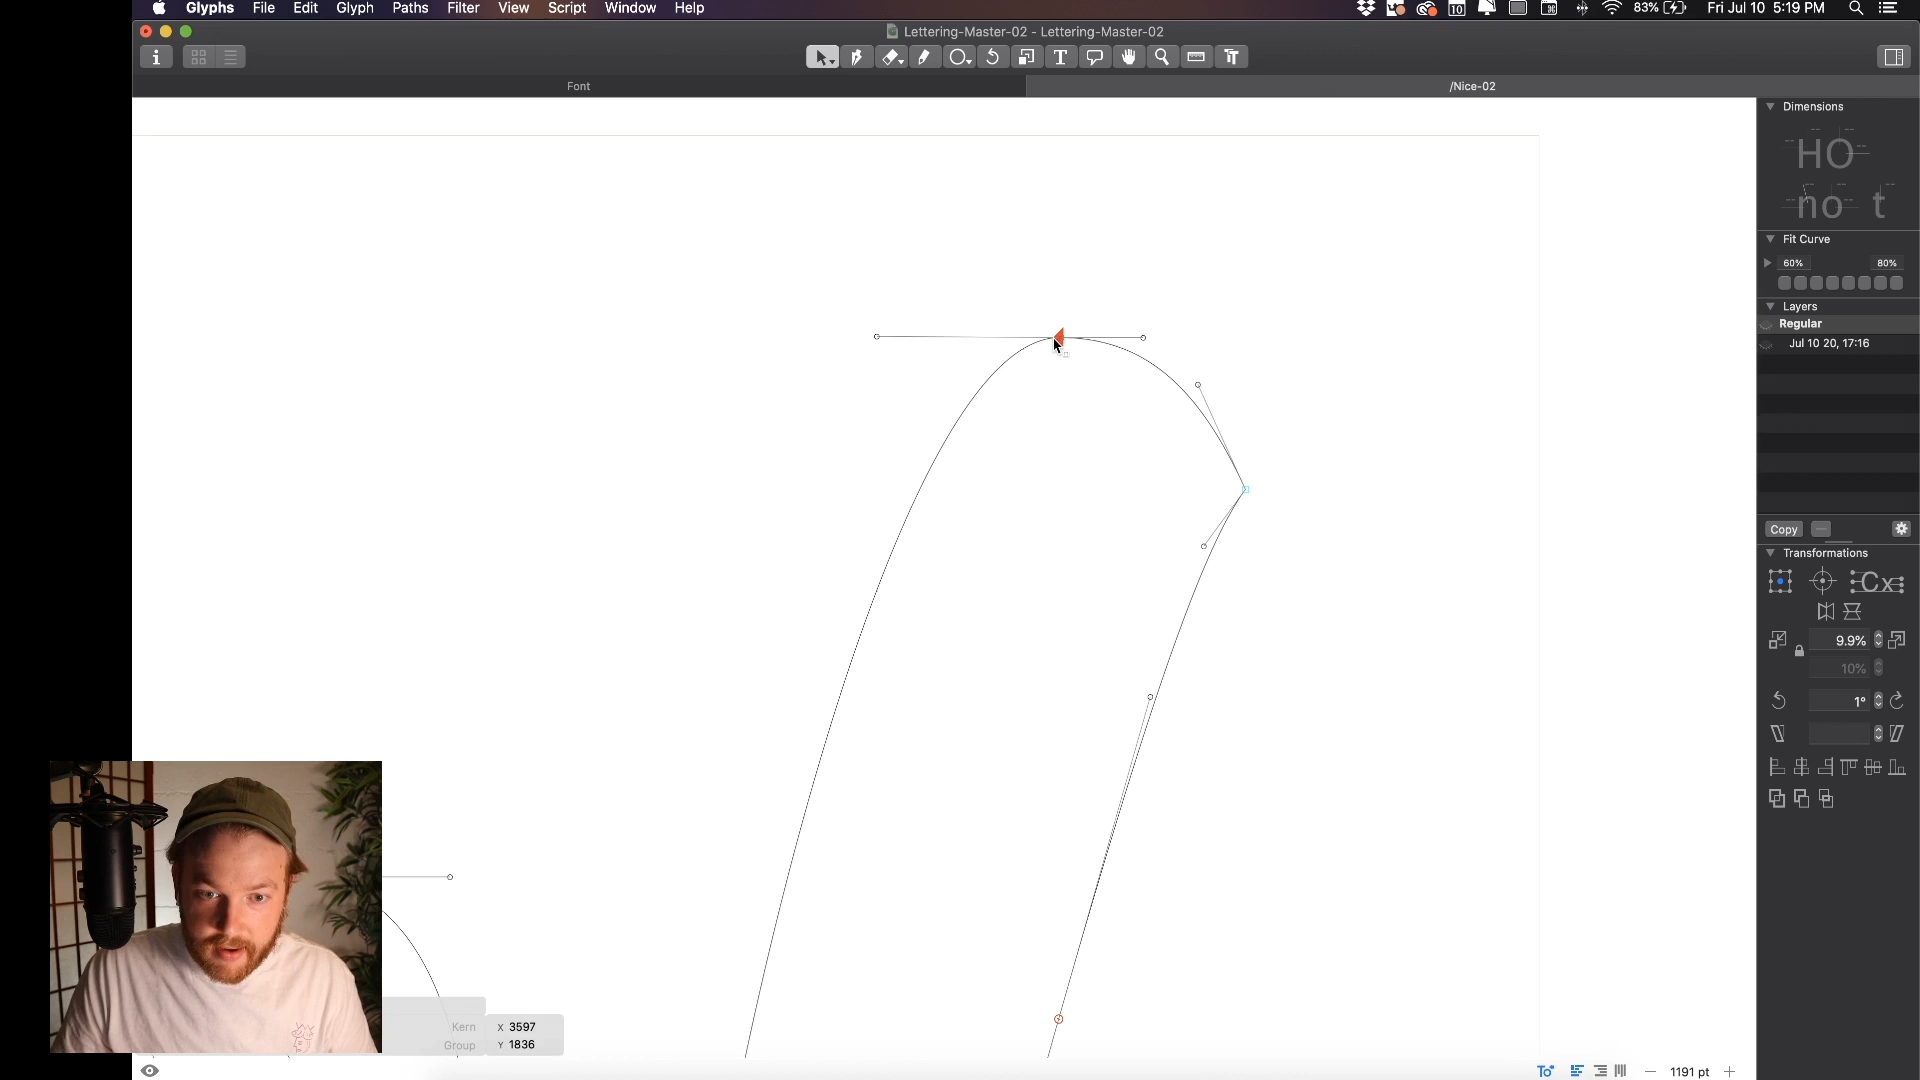 Glyphs File Edit Glyph Paths Filter View Script Window Help
10 83% Fri Jul 10 5:19 PM
Lettering-Master-02 - Lettering-Master-02
Font
/Nice-02
Dimensions
HO
no t
Fit Curve
60% 80%
Layers
Regular
Jul 10 20, 17:16
Copy
Transformations
Cx
9.9%
10%
1°
Kern X 3597
Group Y 1836
1191 pt